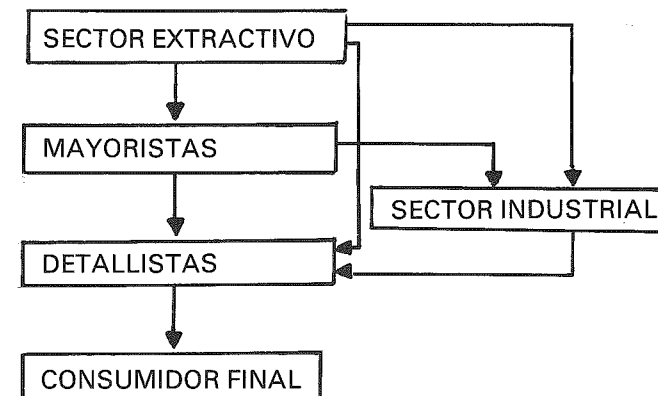 SECTOR EXTRACTIVO
MAYORISTAS
SECTOR INDUSTRIAL
DETALLISTAS
CONSUMIDOR FINAL